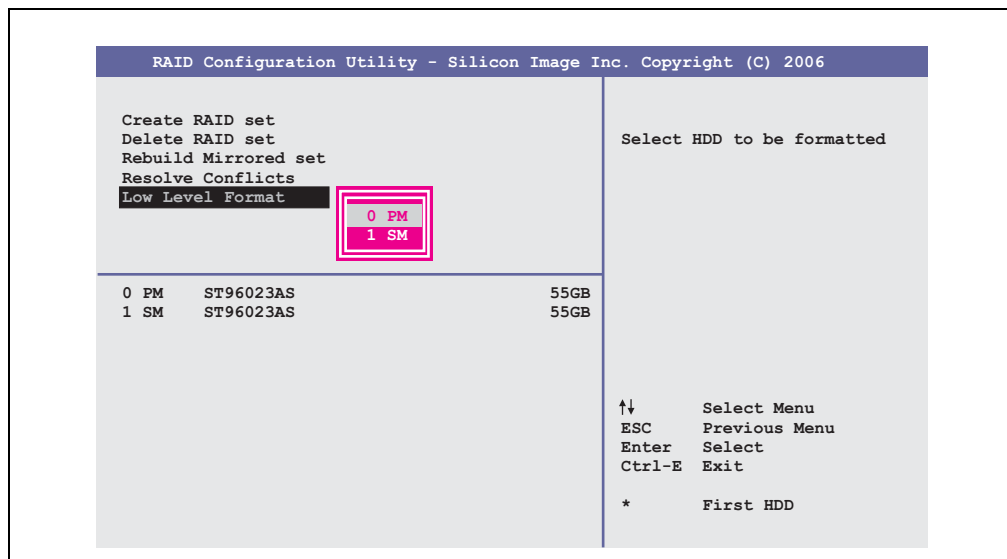 RAID Configuration Utility - Silicon Image Inc. Copyright (C) 2006
Create RAID set
Delete RAID set
Rebuild Mirrored set
Resolve Conflicts
Low Level Format
0 PM
1 SM
0 PM ST96023AS 55GB
1 SM ST96023AS 55GB
Select HDD to be formatted
↑↓ Select Menu
ESC Previous Menu
Enter Select
Ctrl-E Exit
* First HDD